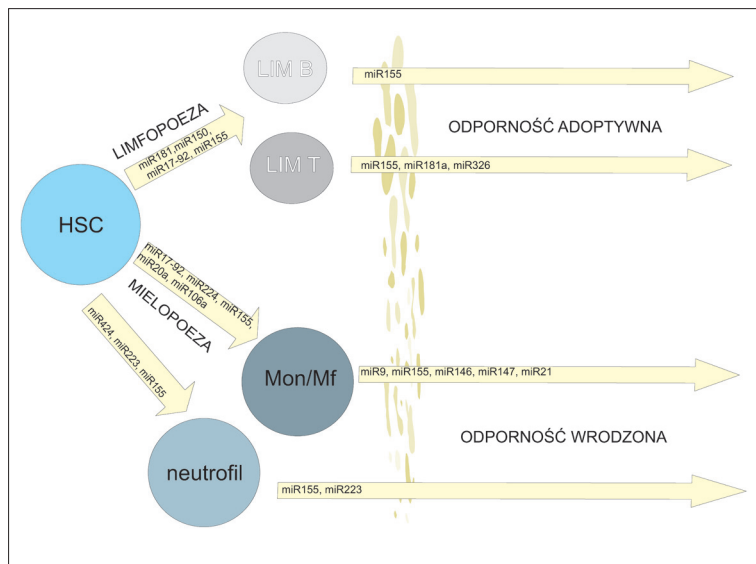 LIM B
miR155
LIMFOPOEZA
miR181,miR150,
miR17-92, miR155
ODPORNOŚĆ ADOPTYWNA
LIM T
miR155, miR181a, miR326
HSC
miR17-92, miR224, miR155,
miR20a, miR106a
MIELOPOEZA
miR424, miR223, miR155
Mon/Mf
miR9, miR155, miR146, miR147, miR21
ODPORNOŚĆ WRODZONA
neutrofil
miR155, miR223